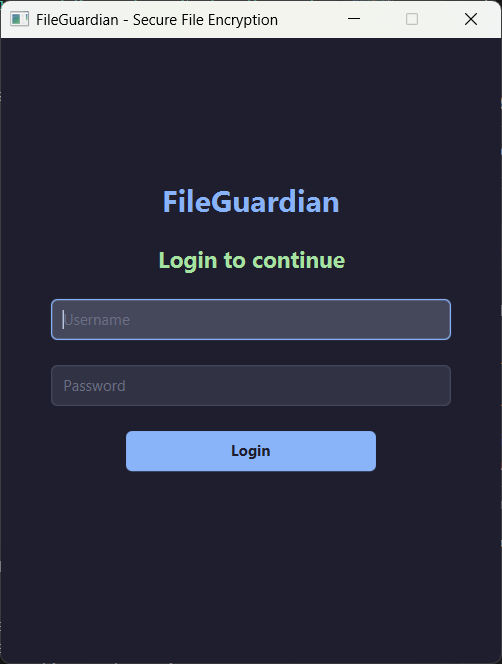 FileGuardian - Secure File Encryption
FileGuardian
Login to continue
Username
Password
Login